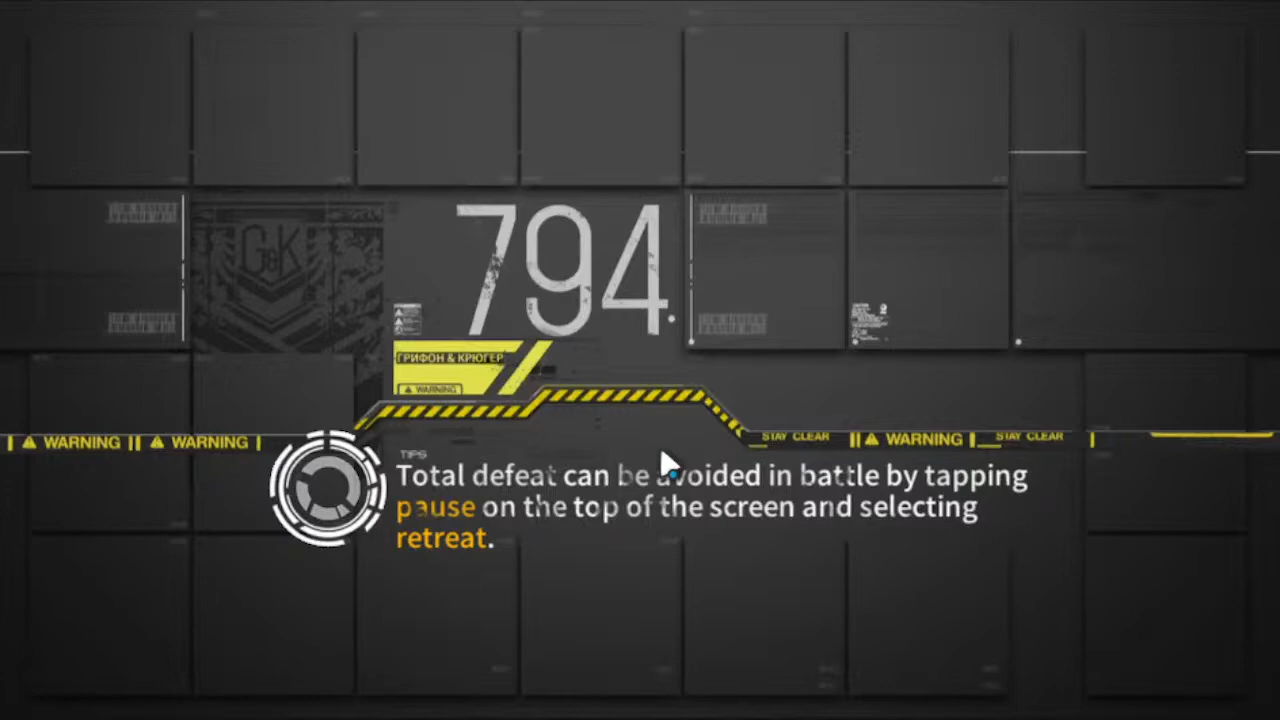 G&K
794.
ГРИФОН & КРЮГЕР
WARNING
WARNING WARNING
STAY CLEAR WARNING STAY CLEAR
TIPS
Total defeat can be avoided in battle by tapping
pause on the top of the screen and selecting
retreat.